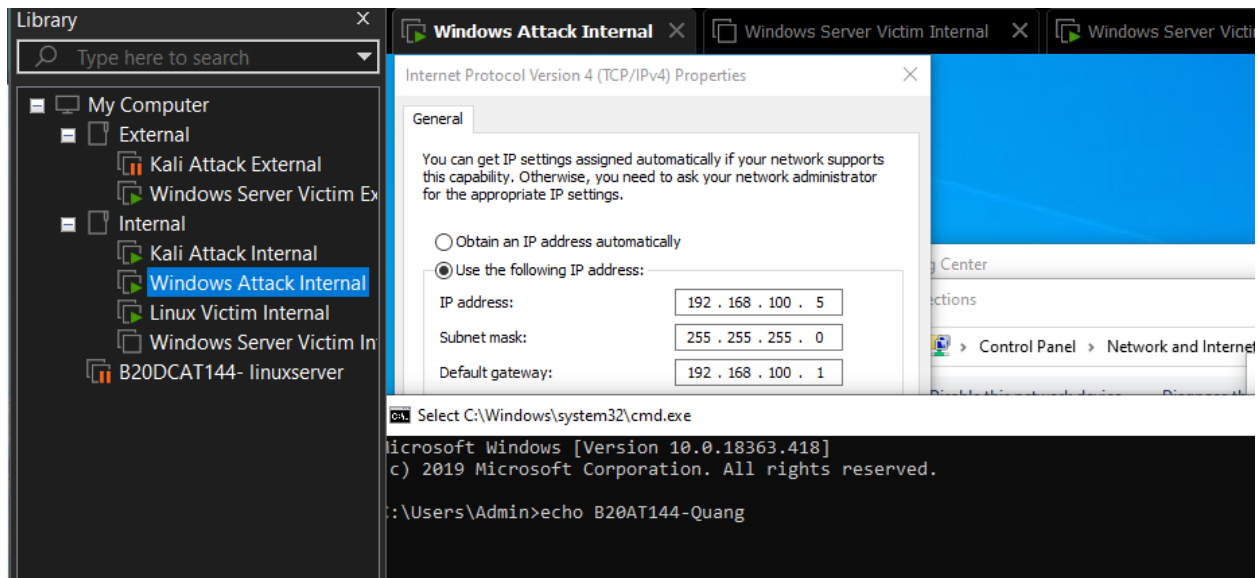 Library X
Type here to search
My Computer
External
Kali Attack External
Windows Server Victim Ex
Internal
Kali Attack Internal
Windows Attack Internal
Linux Victim Internal
Windows Server Victim In
B20DCAT144- linuxserver
Windows Attack Internal
Windows Server Victim Internal
Windows Server Victi
Internet Protocol Version 4 (TCP/IPv4) Properties
General
You can get IP settings assigned automatically if your network supports
this capability. Otherwise, you need to ask your network administrator
for the appropriate IP settings.
Obtain an IP address automatically
Use the following IP address:
IP address: 192 . 168 . 100 . 5
Subnet mask: 255 . 255 . 255 . 0
Default gateway: 192 . 168 . 100 . 1
g Center
ections
> Control Panel > Network and Internet
Select C:\Windows\system32\cmd.exe
icrosoft Windows [Version 10.0.18363.418]
c) 2019 Microsoft Corporation. All rights reserved.
:\Users\Admin>echo B20AT144-Quang